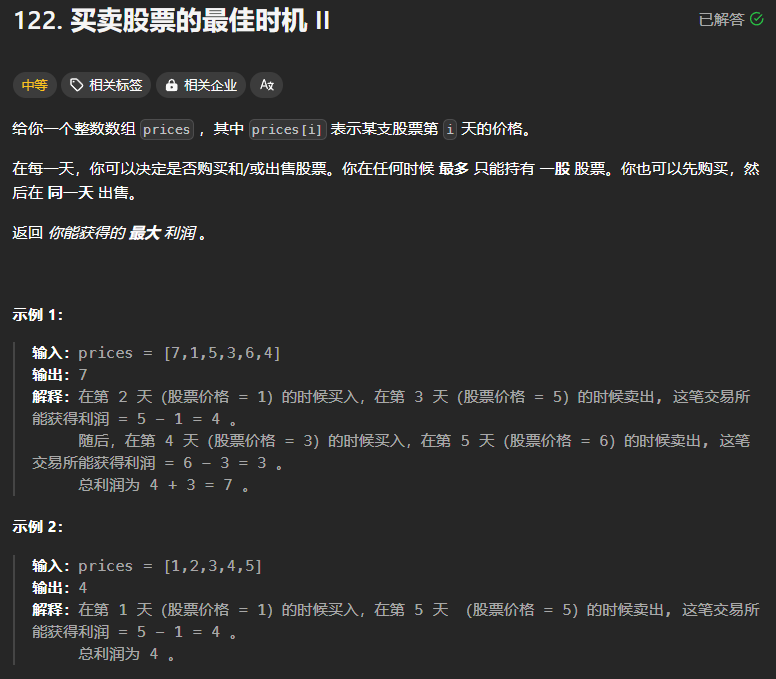 122. 买卖股票的最佳时机 II
已解答
中等 相关标签 相关企业 Az
给你一个整数数组 prices ，其中 prices[i] 表示某支股票第 i 天的价格。
在每一天，你可以决定是否购买和/或出售股票。你在任何时候 最多 只能持有 一股 股票。你也可以先购买，然
后在 同一天 出售。
返回 你能获得的 最大 利润 。
示例 1：
输入：prices = [7,1,5,3,6,4]
输出：7
解释：在第 2 天（股票价格 = 1）的时候买入，在第 3 天（股票价格 = 5）的时候卖出, 这笔交易所
能获得利润 = 5 - 1 = 4 。
随后，在第 4 天（股票价格 = 3）的时候买入，在第 5 天（股票价格 = 6）的时候卖出, 这笔
交易所能获得利润 = 6 - 3 = 3 。
总利润为 4 + 3 = 7 。
示例 2：
输入：prices = [1,2,3,4,5]
输出：4
解释：在第 1 天（股票价格 = 1）的时候买入，在第 5 天 （股票价格 = 5）的时候卖出, 这笔交易所
能获得利润 = 5 - 1 = 4 。
总利润为 4 。